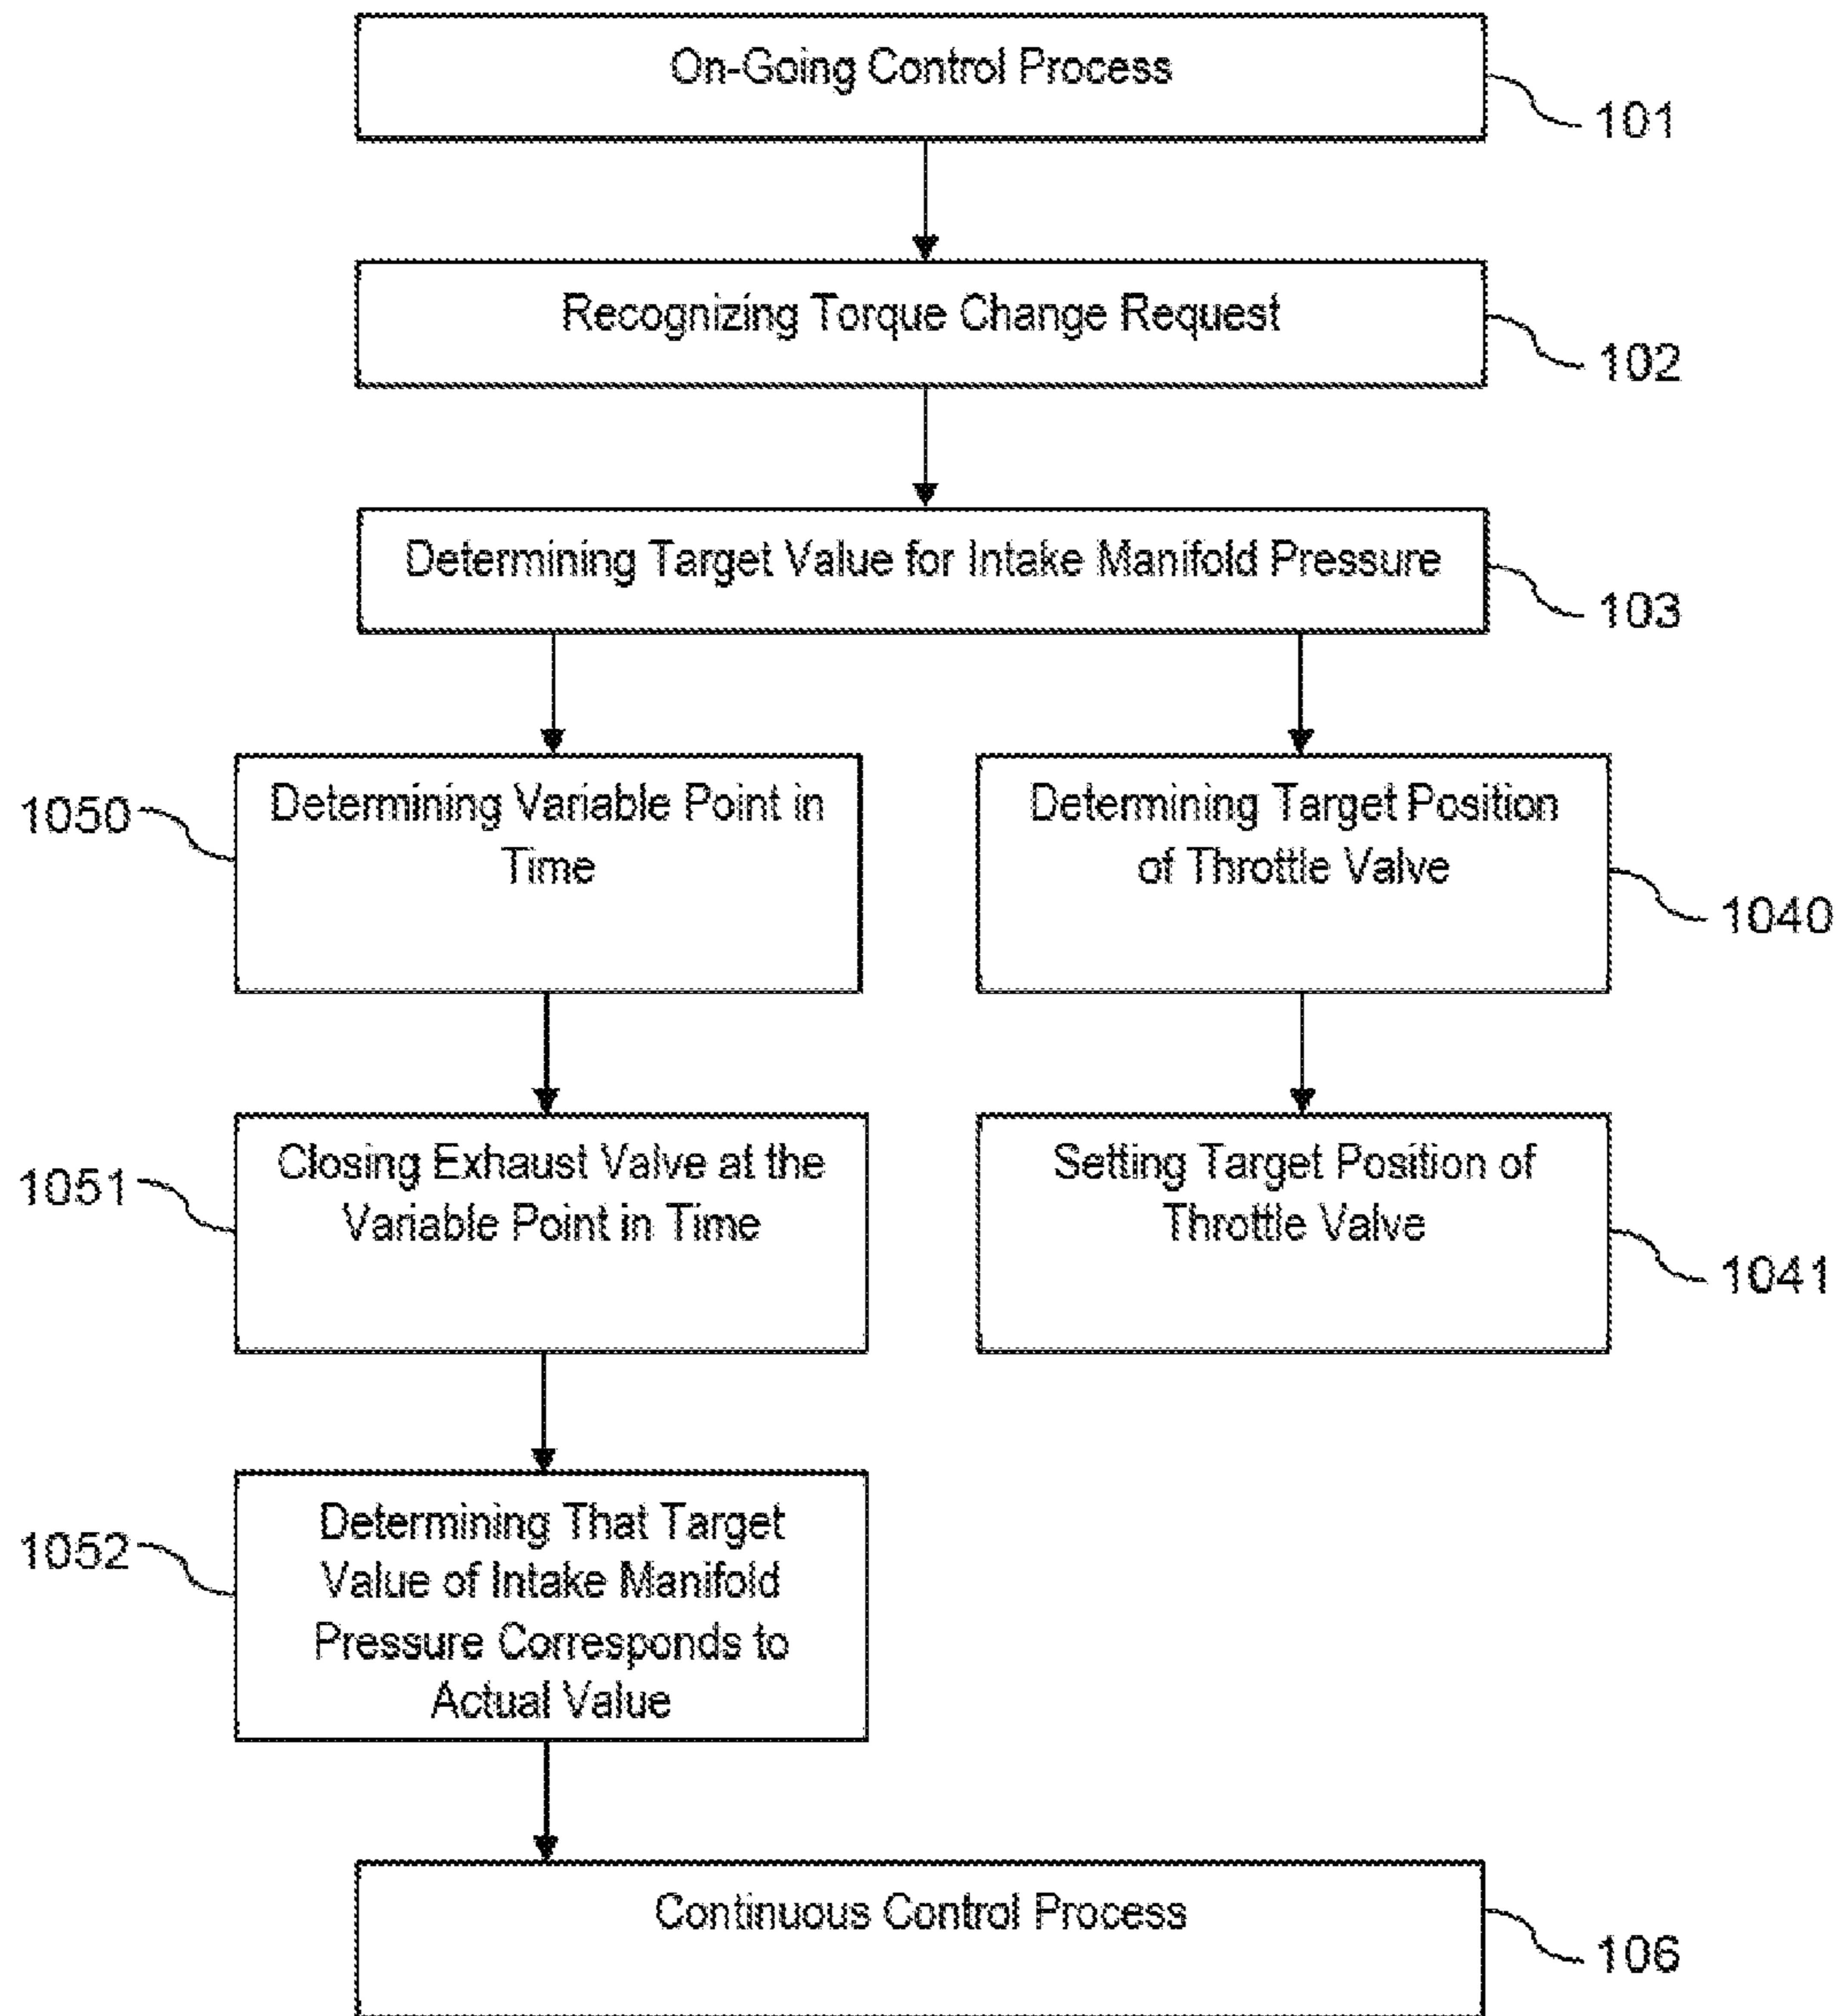 On-Going Control Process
101
Recognizing Torque Change Request
102
Determining Target Value for Intake Manifold Pressure
103
1050
Determining Variable Point in
Time
Determining Target Position
of Throttle Valve
1040
1051
Closing Exhaust Valve at the
Variable Point in Time
Setting Target Position of
Throttle Valve
1041
1052
Determining That Target
Value of Intake Manifold
Pressure Corresponds to
Actual Value
Continuous Control Process
106